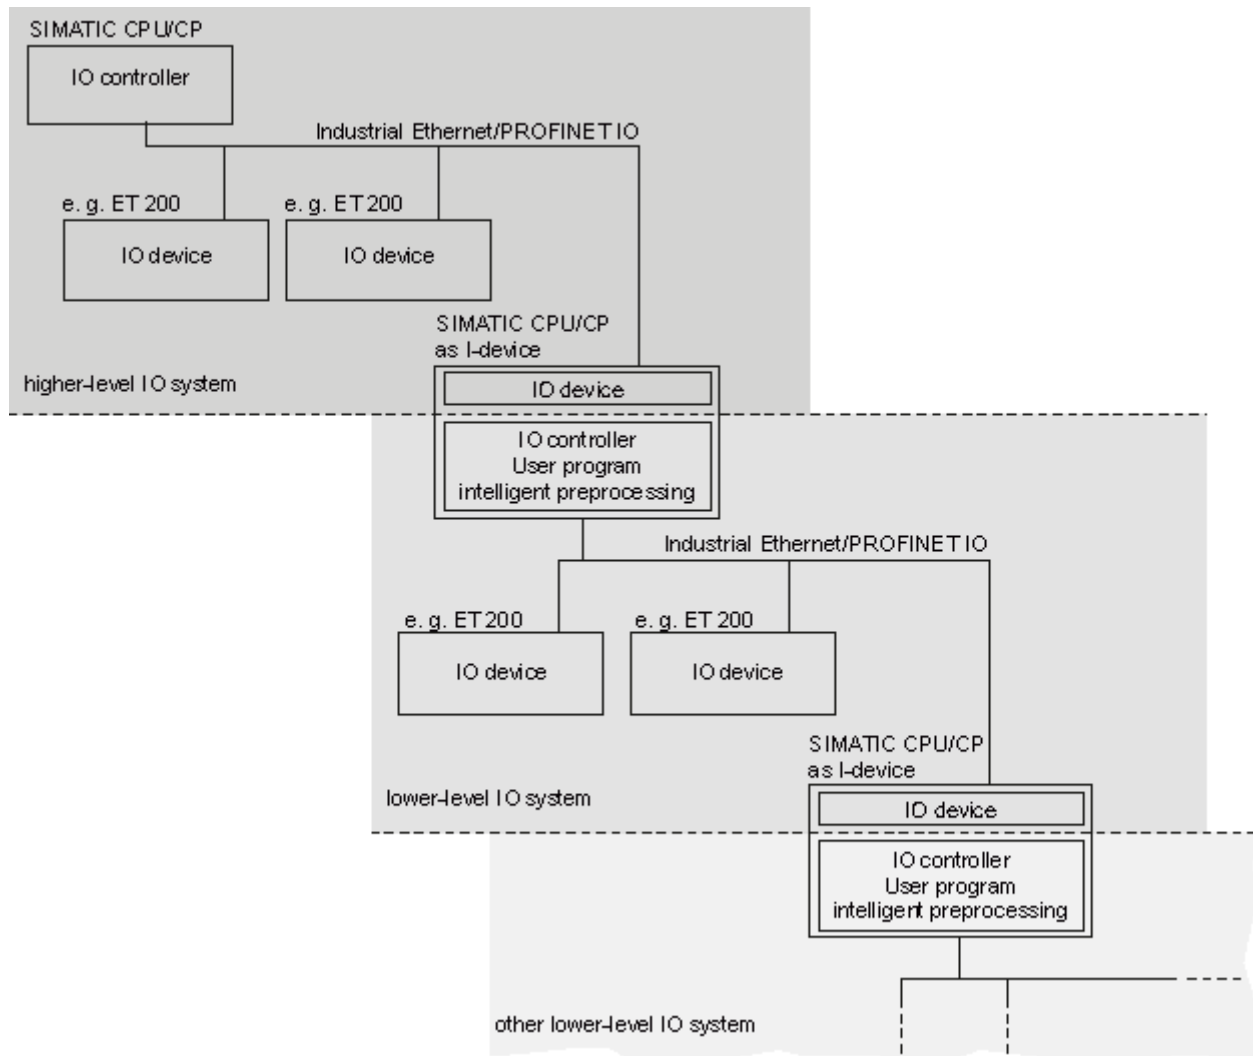 SIMATIC CPU/CP
IO controller
Industrial Ethernet/PROFINET IO
e. g. ET 200
e. g. ET 200
IO device
IO device
SIMATIC CPU/CP
as I-device
higher-level IO system
IO device
IO controller
User program
intelligent preprocessing
Industrial Ethernet/PROFINET IO
e. g. ET 200
e. g. ET 200
IO device
IO device
SIMATIC CPU/CP
as I-device
lower-level IO system
IO device
IO controller
User program
intelligent preprocessing
other lower-level IO system